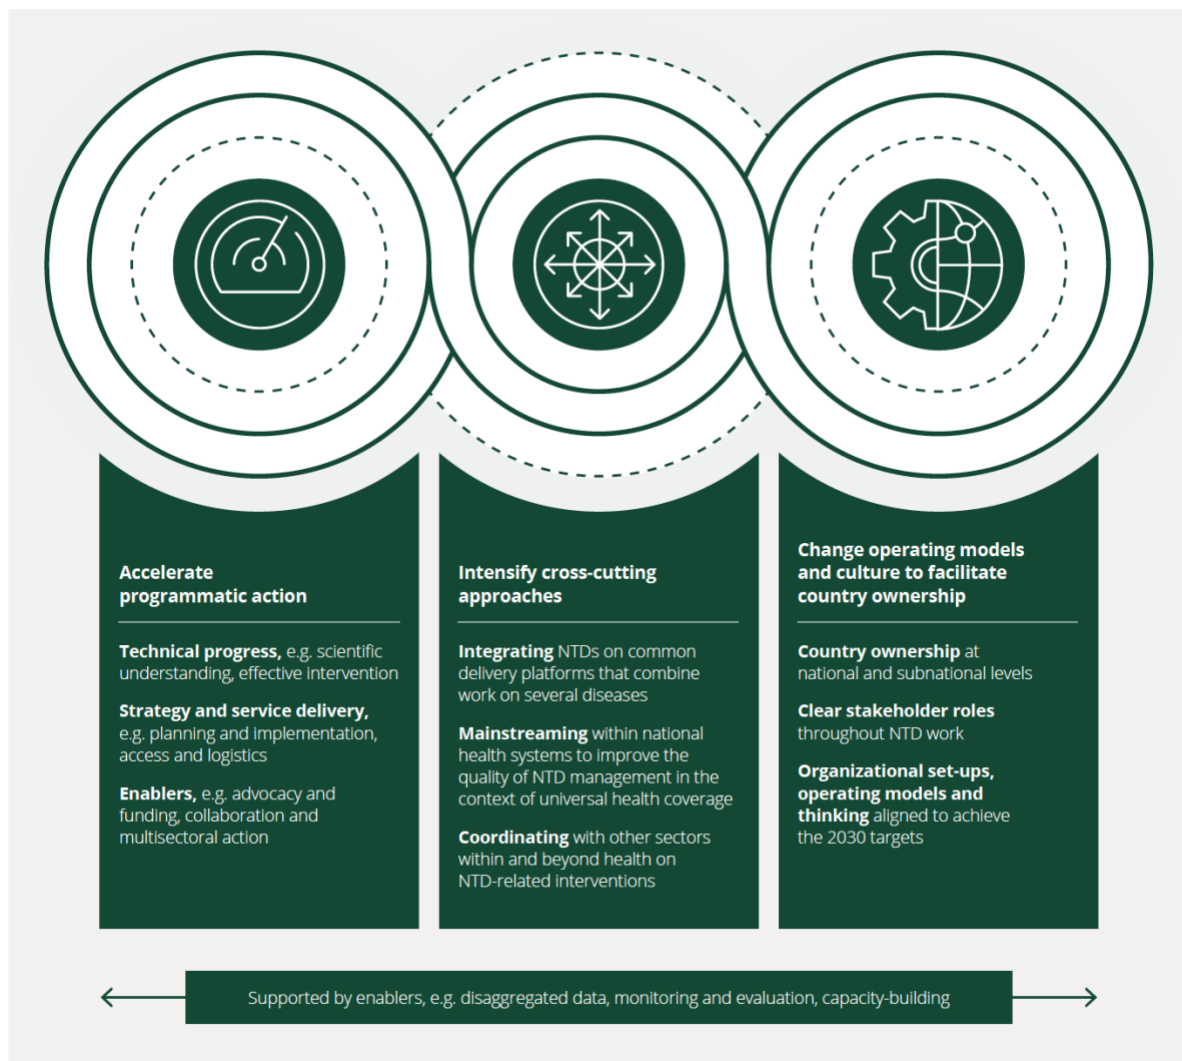 Accelerate
programmatic action
Technical progress, e.g. scientific
understanding, effective intervention
Strategy and service delivery,
e.g. planning and implementation,
access and logistics
Enablers, e.g. advocacy and
funding, collaboration and
multisectoral action
Intensify cross-cutting
approaches
Integrating NTDs on common
delivery platforms that combine
work on several diseases
Mainstreaming within national
health systems to improve the
quality of NTD management in the
context of universal health coverage
Coordinating with other sectors
within and beyond health on
NTD-related interventions
Change operating models
and culture to facilitate
country ownership
Country ownership at
national and subnational levels
Clear stakeholder roles
throughout NTD work
Organizational set-ups,
operating models and
thinking aligned to achieve
the 2030 targets
Supported by enablers, e.g. disaggregated data, monitoring and evaluation, capacity-building